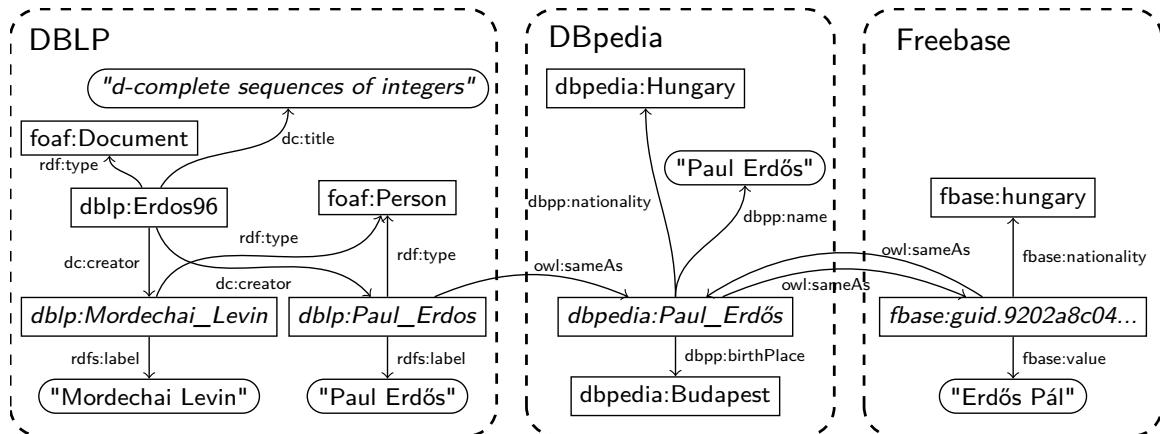 DBLP
"d-complete sequences of integers"
foaf:Document
dc:title
rdf:type
dblp:Erdos96
foaf:Person
rdf:type
rdf:type
dc:creator
dc:creator
dblp:Mordechai_Levin
dblp:Paul_Erdos
rdfs:label
rdfs:label
"Mordechai Levin"
"Paul Erdős"
owl:sameAs
DBpedia
dbpedia:Hungary
"Paul Erdős"
dbpp:nationality
dbpp:name
dbpedia:Paul_Erdős
dbpp:birthPlace
dbpedia:Budapest
owl:sameAs
owl:sameAs
Freebase
fbase:hungary
fbase:nationality
fbase:guid.9202a8c04...
fbase:value
"Erdős Pál"